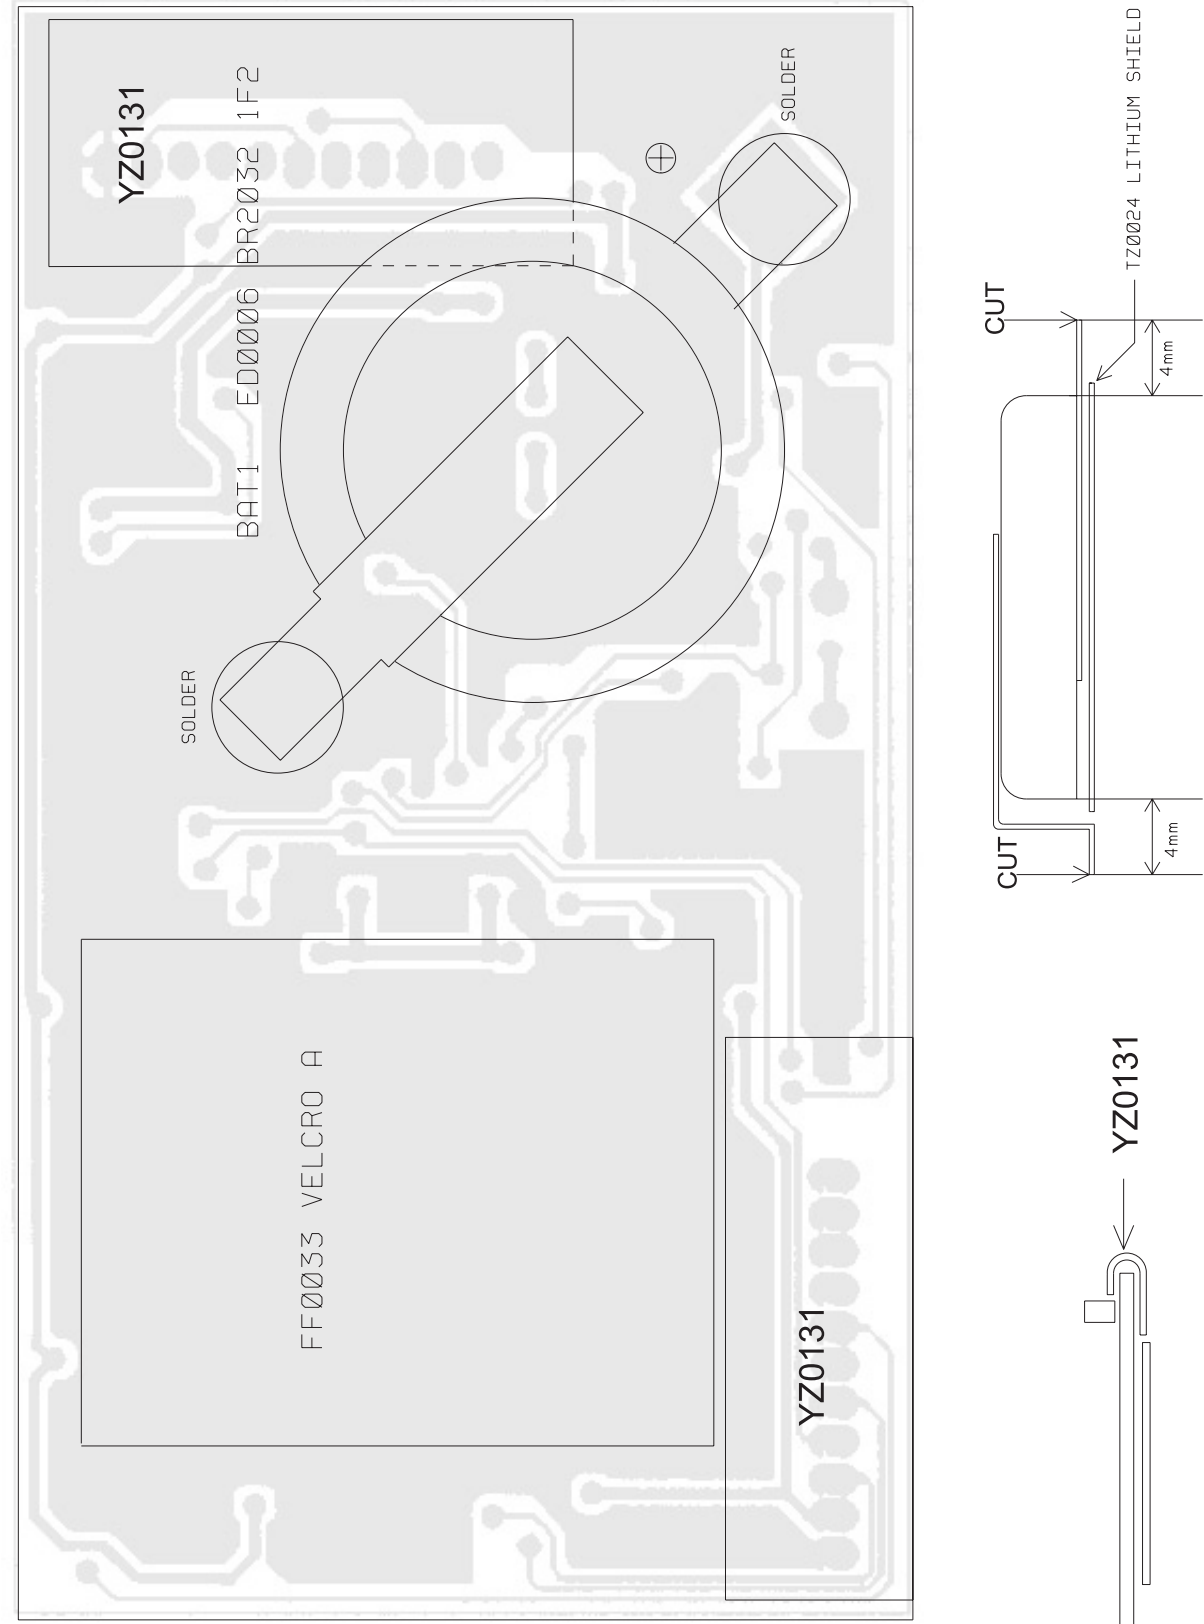 YZ0131
BAT1 ED0006 BR2032 1F2
SOLDER
SOLDER
FF0033 VELCRO A
YZ0131
CUT
4mm
TZ0024 LITHIUM SHIELD
CUT
4mm
YZ0131